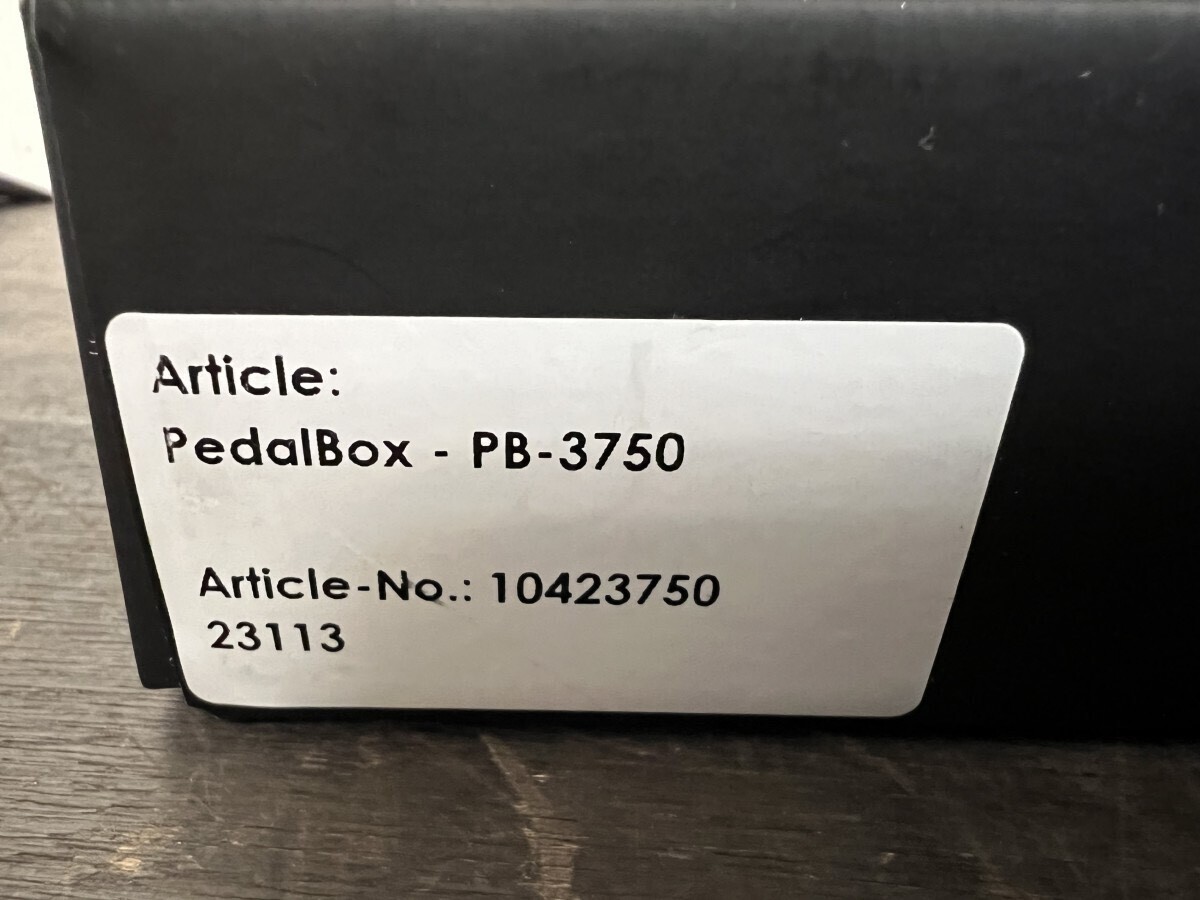 Article:
PedalBox - PB-3750
Article-No.: 10423750
23113